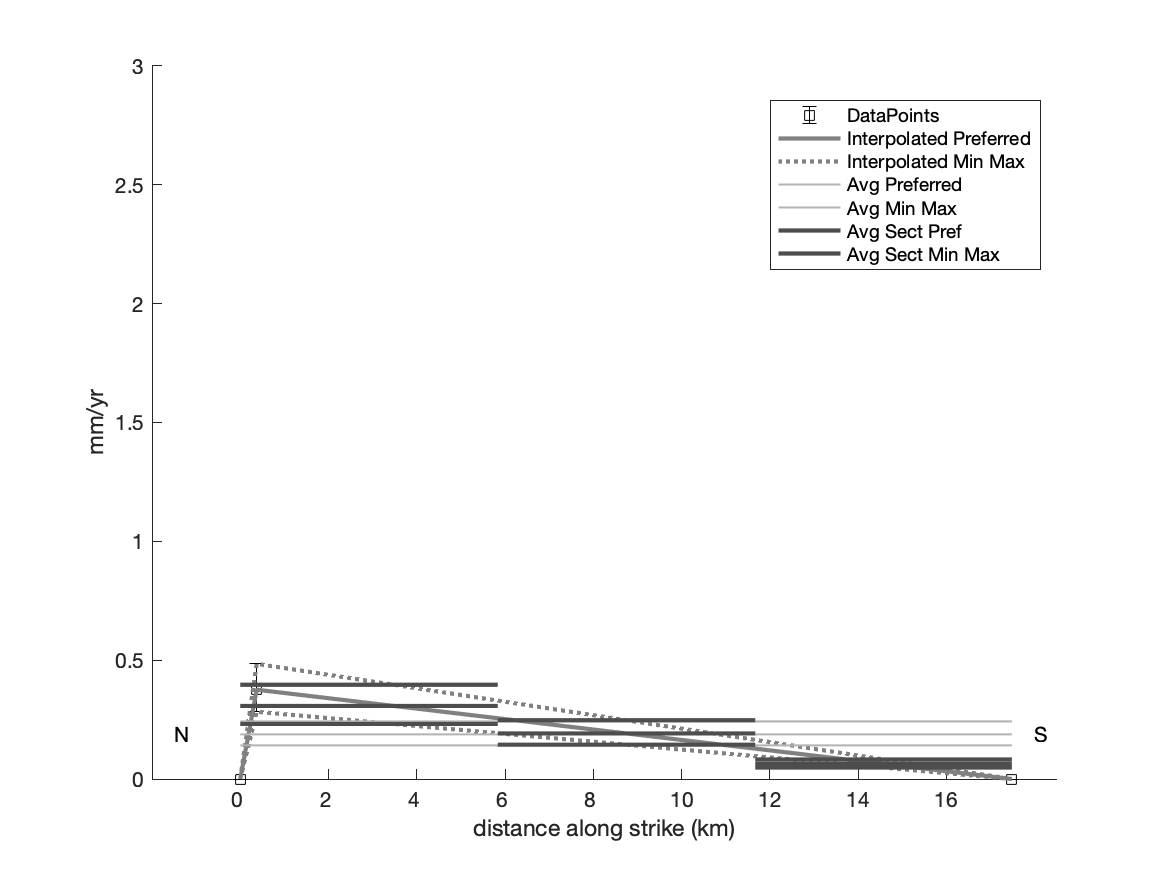 3
2.5
2
1.5
1
0.5
0
mm/yr
DataPoints
Interpolated Preferred
Interpolated Min Max
Avg Preferred
Avg Min Max
Avg Sect Pref
Avg Sect Min Max
N
S
0 2 4 6 8 10 12 14 16
distance along strike (km)